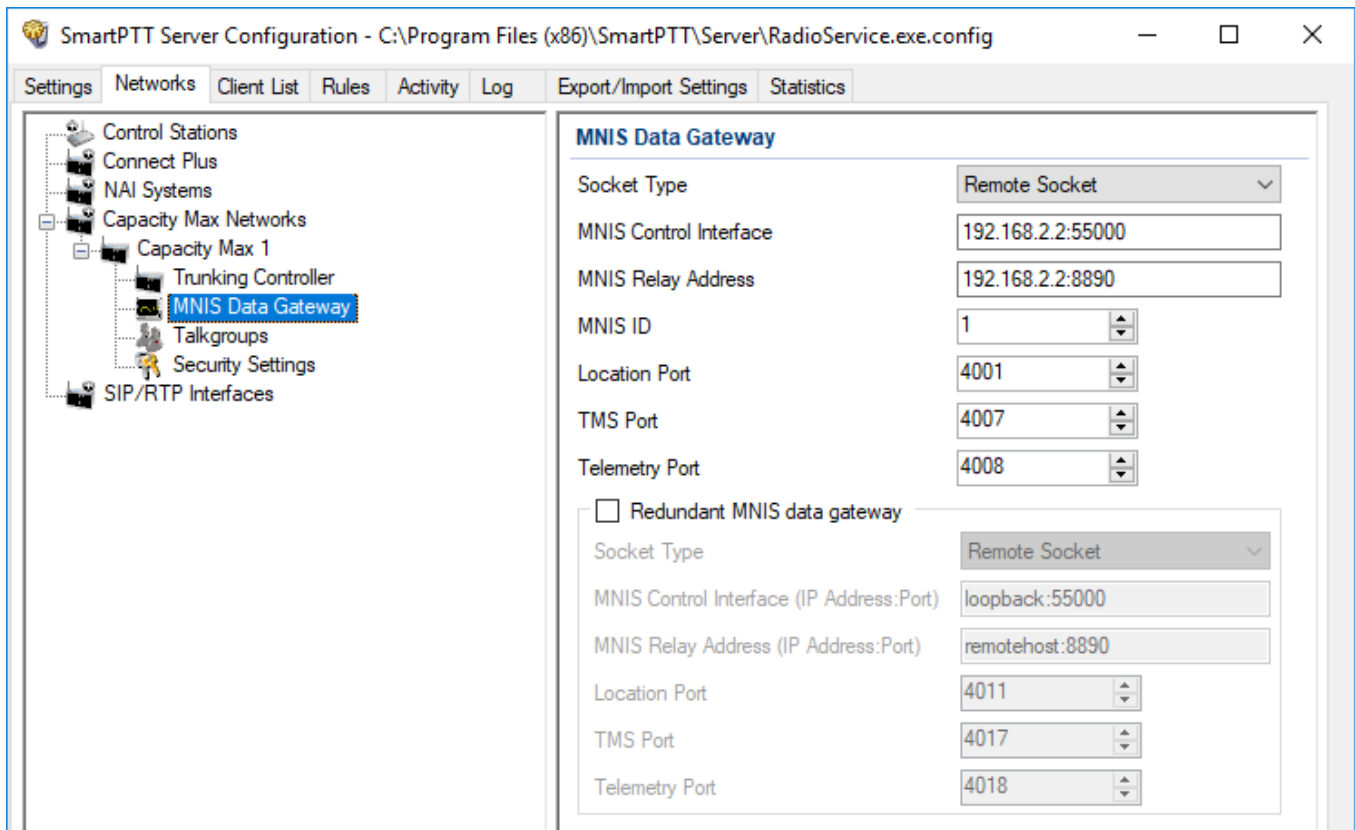 SmartPTT Server Configuration - C:\Program Files (x86)\SmartPTT\Server\RadioService.exe.config
Settings Networks Client List Rules Activity Log Export/Import Settings Statistics
Control Stations
Connect Plus
NAI Systems
Capacity Max Networks
Capacity Max 1
Trunking Controller
MNIS Data Gateway
Talkgroups
Security Settings
SIP/RTP Interfaces
MNIS Data Gateway
Socket Type Remote Socket
MNIS Control Interface 192.168.2.2:55000
MNIS Relay Address 192.168.2.2:8890
MNIS ID 1
Location Port 4001
TMS Port 4007
Telemetry Port 4008
Redundant MNIS data gateway
Socket Type Remote Socket
MNIS Control Interface (IP Address:Port) loopback:55000
MNIS Relay Address (IP Address:Port) remotehost:8890
Location Port 4011
TMS Port 4017
Telemetry Port 4018